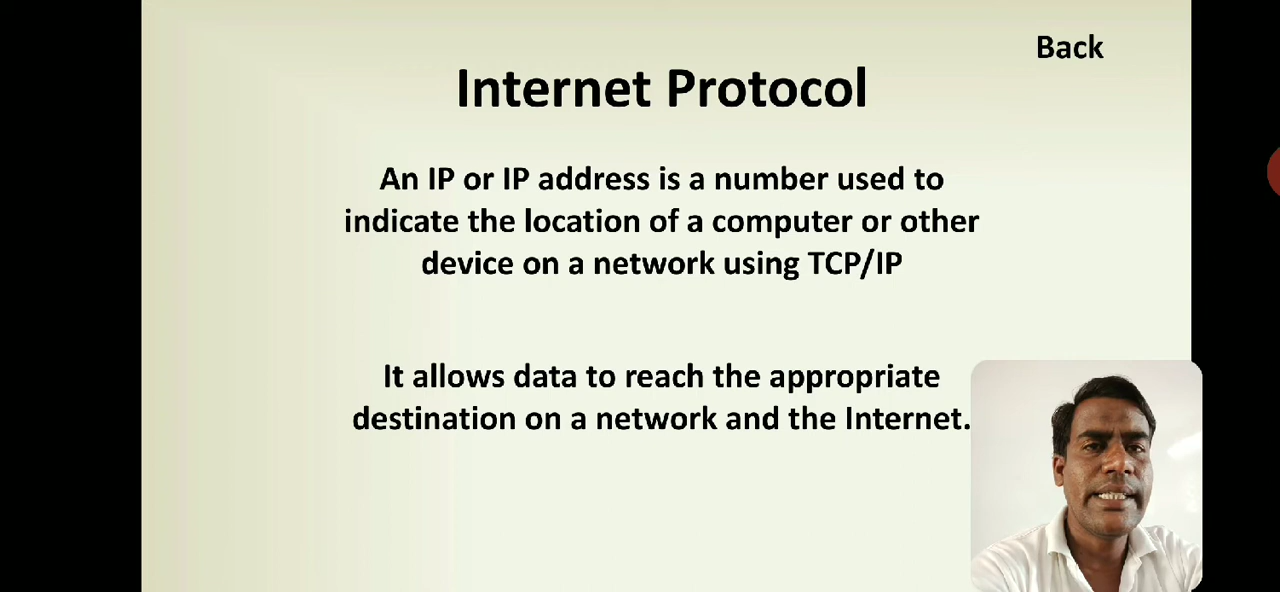 Back
Internet Protocol
An IP or IP address is a number used to
indicate the location of a computer or other
device on a network using TCP/IP
It allows data to reach the appropriate
destination on a network and the Internet.